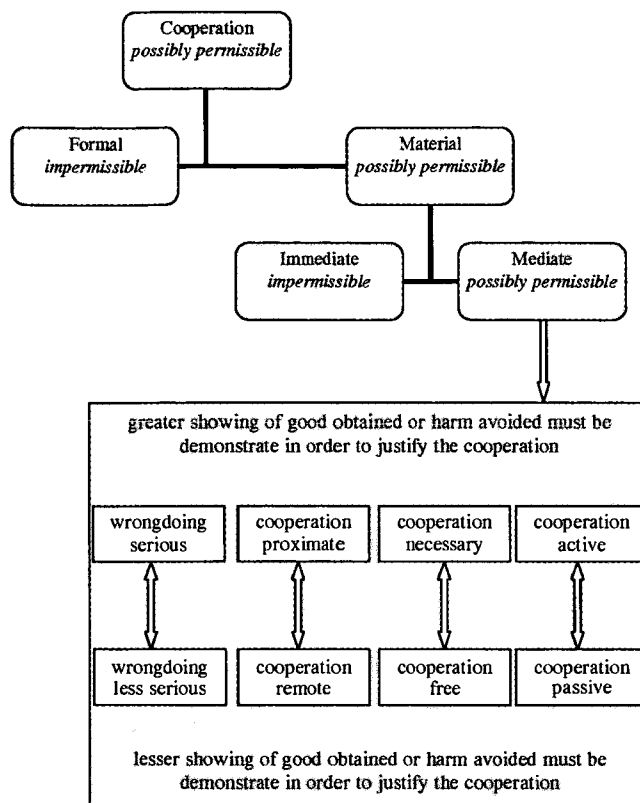 Cooperation
possibly permissible
Formal
impermissible
Material
possibly permissible
Immediate
impermissible
Mediate
possibly permissible
greater showing of good obtained or harm avoided must be
demonstrate in order to justify the cooperation
wrongdoing
serious
cooperation
proximate
cooperation
necessary
cooperation
active
wrongdoing
less serious
cooperation
remote
cooperation
free
cooperation
passive
lesser showing of good obtained or harm avoided must be
demonstrate in order to justify the cooperation